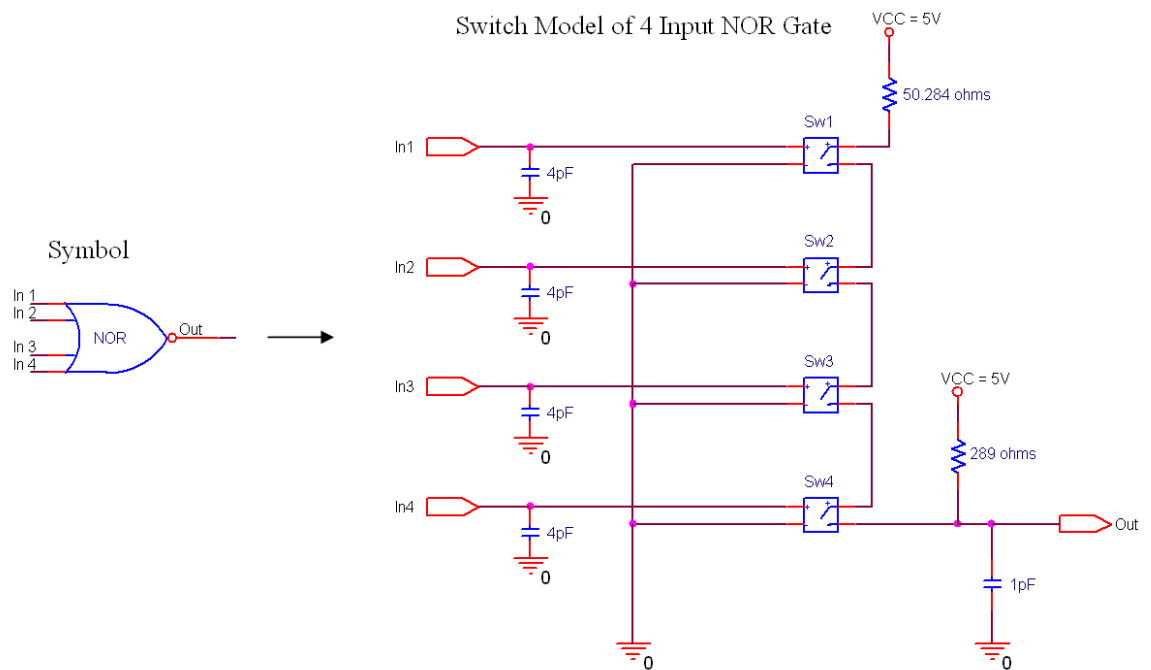 Switch Model of 4 Input NOR Gate
VCC = 5V
50.284 ohms
Sw1
In1
4pF
0
Symbol
Sw2
In2
4pF
0
In 1
In 2
NOR
Out
In 3
In 4
Sw3
In3
4pF
0
VCC = 5V
289 ohms
Sw4
In4
4pF
0
Out
1pF
0
0